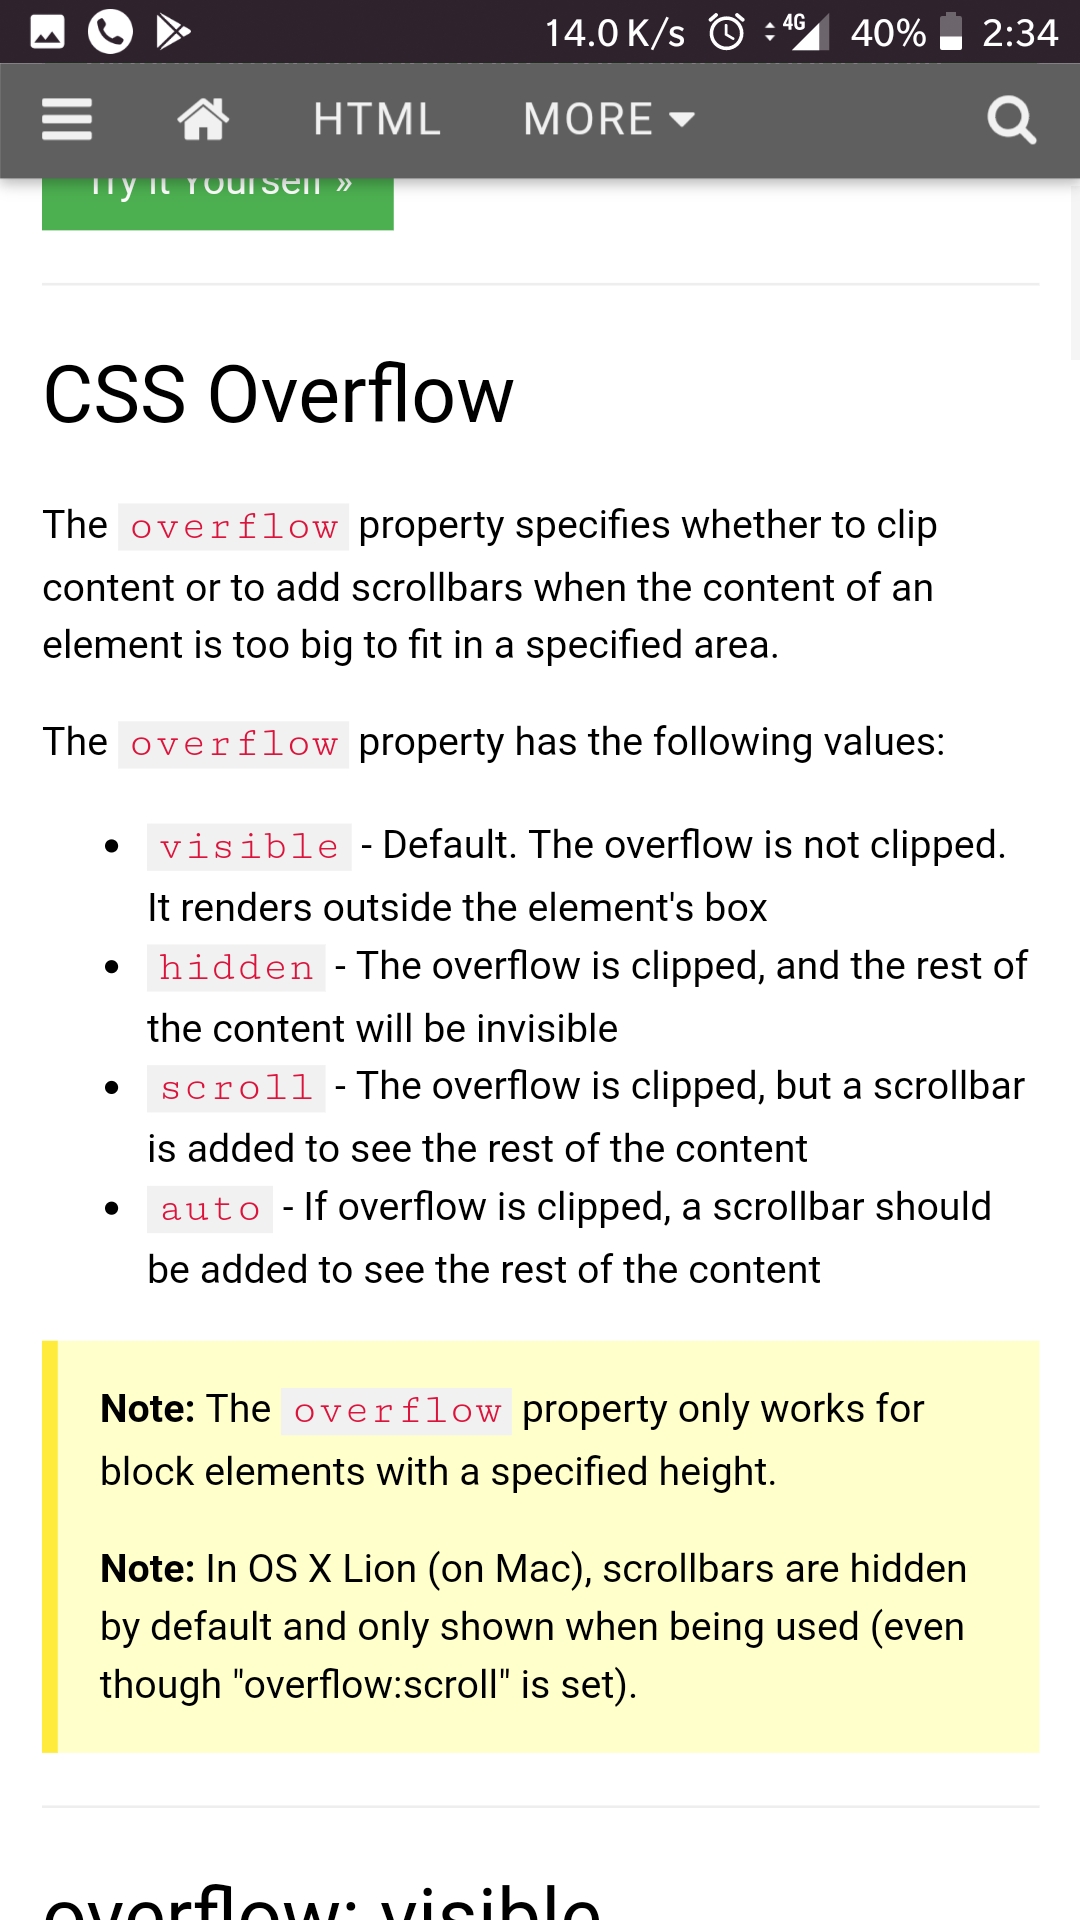 14.0 K/s 4G 40% 2:34
HTML MORE
Try it Yourself »
CSS Overflow
The overflow property specifies whether to clip
content or to add scrollbars when the content of an
element is too big to fit in a specified area.
The overflow property has the following values:
visible - Default. The overflow is not clipped.
It renders outside the element's box
hidden - The overflow is clipped, and the rest of
the content will be invisible
scroll - The overflow is clipped, but a scrollbar
is added to see the rest of the content
auto - If overflow is clipped, a scrollbar should
be added to see the rest of the content
Note: The overflow property only works for
block elements with a specified height.
Note: In OS X Lion (on Mac), scrollbars are hidden
by default and only shown when being used (even
though "overflow:scroll" is set).
overflow: visible